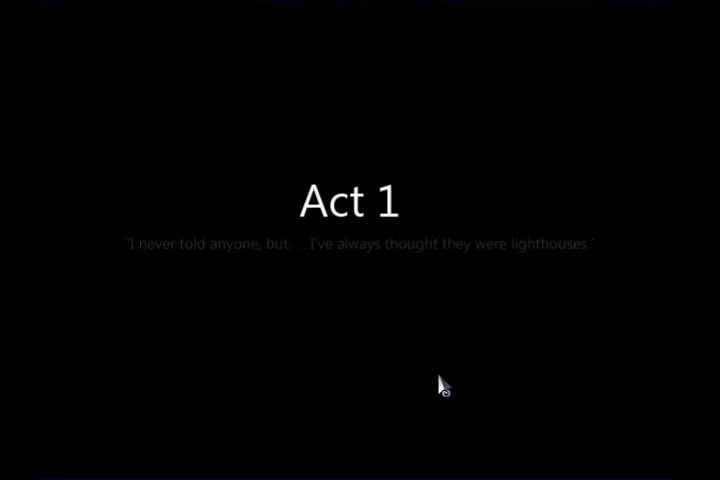 Act 1
"I never told anyone, but. . . I've always thought they were lighthouses."